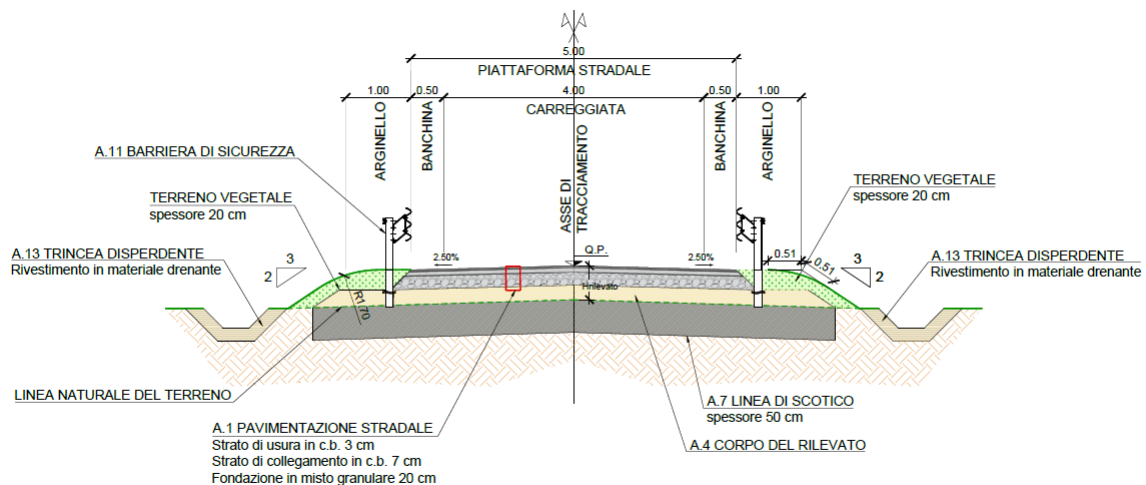 5.00
PIATTAFORMA STRADALE
1.00
0.50
4.00
0.50
1.00
CARREGGIATA
ARGINELLO
BANCHINA
ASSE DI
TRACCIAMENTO
BANCHINA
ARGINELLO
A.11 BARRIERA DI SICUREZZA
TERRENO VEGETALE
spessore 20 cm
TERRENO VEGETALE
spessore 20 cm
A.13 TRINCEA DISPERDENTE
Rivestimento in materiale drenante
3
2
2.50%
Q.P.
2.50%
0.51
0.51
3
2
A.13 TRINCEA DISPERDENTE
Rivestimento in materiale drenante
R1.70
Hrilevato
LINEA NATURALE DEL TERRENO
A.7 LINEA DI SCOTICO
spessore 50 cm
A.1 PAVIMENTAZIONE STRADALE
Strato di usura in c.b. 3 cm
Strato di collegamento in c.b. 7 cm
Fondazione in misto granulare 20 cm
A.4 CORPO DEL RILEVATO